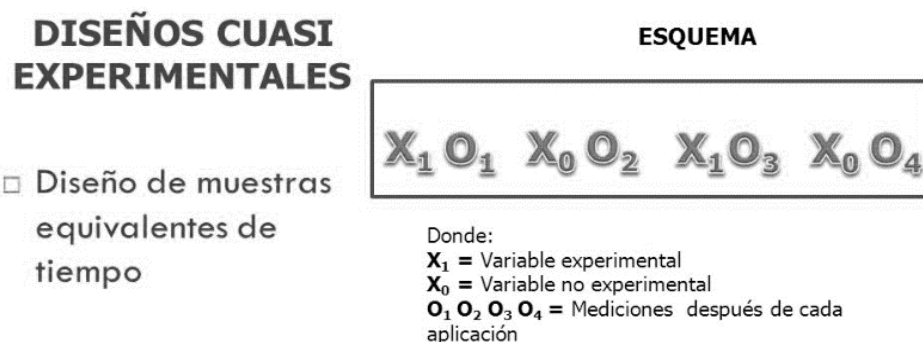 DISEÑOS CUASI
EXPERIMENTALES
□ Diseño de muestras
equivalentes de
tiempo
ESQUEMA
X₁ O₁ X₀ O₂ X₁ O₃ X₀ O₄
Donde:
X₁ = Variable experimental
X₀ = Variable no experimental
O₁ O₂ O₃ O₄ = Mediciones después de cada
aplicación